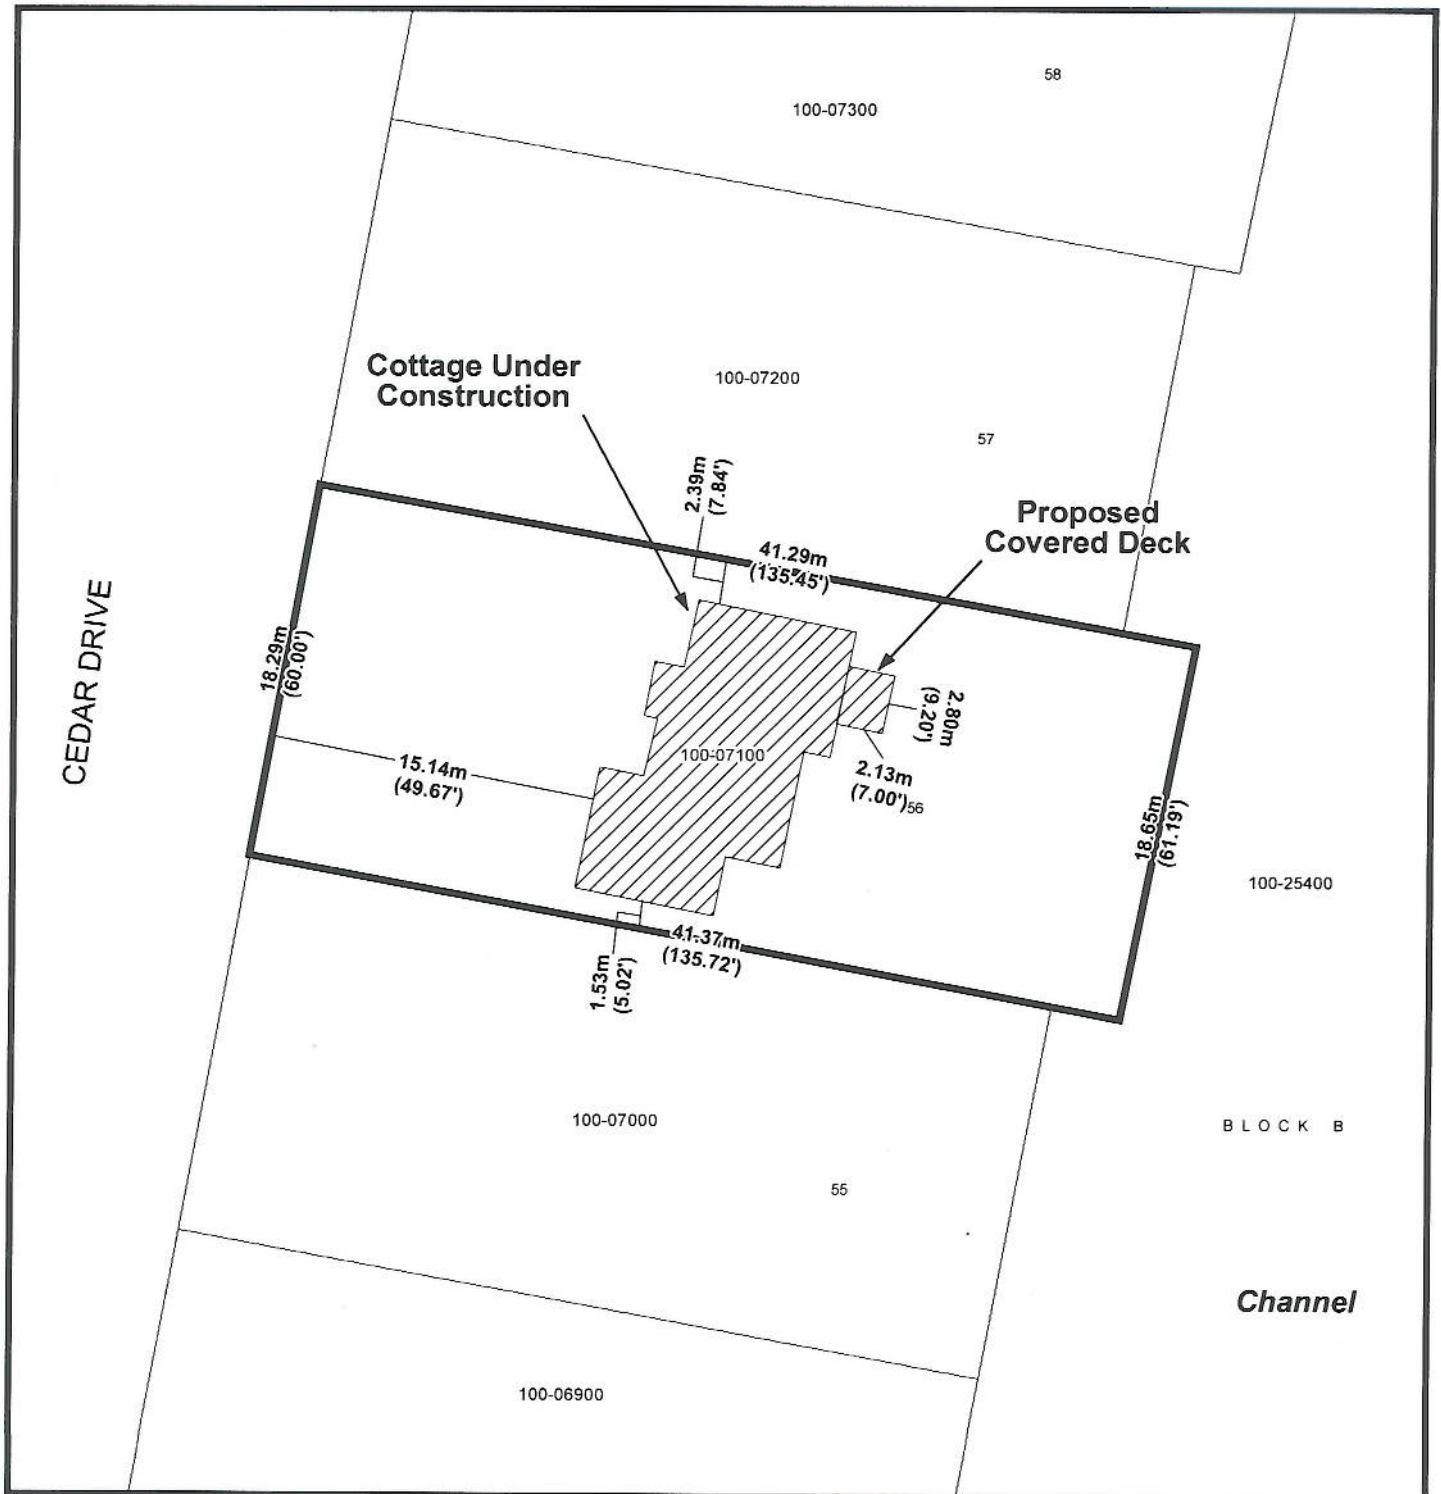 58
100-07300
Cottage Under
Construction
100-07200
57
2.39m
(7.84')
Proposed
Covered Deck
41.29m
(135.45')
CEDAR DRIVE
18.29m
(60.00')
2.80m
(9.20')
100-07100
15.14m
(49.67')
2.13m
(7.00')
56
18.65m
(61.19')
100-25400
41.37m
(135.72')
1.53m
(5.02')
100-07000
BLOCK B
55
Channel
100-06900